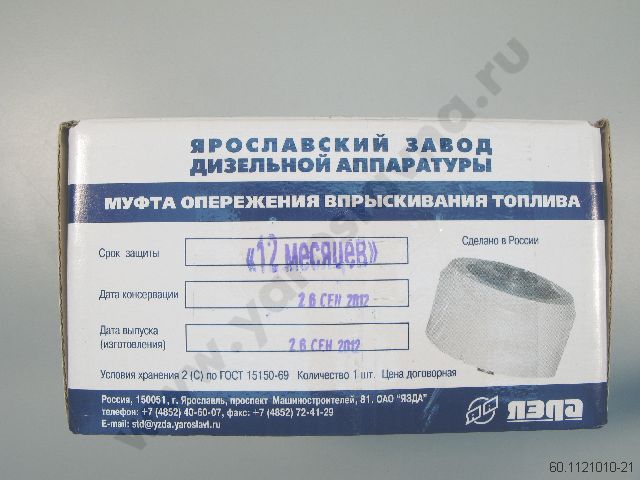 ЯРОСЛАВСКИЙ ЗАВОД
ДИЗЕЛЬНОЙ АППАРАТУРЫ
МУФТА ОПЕРЕЖЕНИЯ ВПРЫСКИВАНИЯ ТОПЛИВА
Срок защиты «12 месяцев»
Сделано в России
Дата консервации 26 СЕН 2012
Дата выпуска
(изготовления) 26 СЕН 2012
Условия хранения 2 (С) по ГОСТ 15150-69 Количество 1 шт. Цена договорная
Россия, 150051, г. Ярославль, проспект Машиностроителей, 81. ОАО "ЯЗДА"
телефон: +7 (4852) 40-60-07, факс: +7 (4852) 72-41-29
E-mail: std@yzda.yaroslavl.ru
ЯЗДА
www.yaroslavna.ru
60.1121010-21